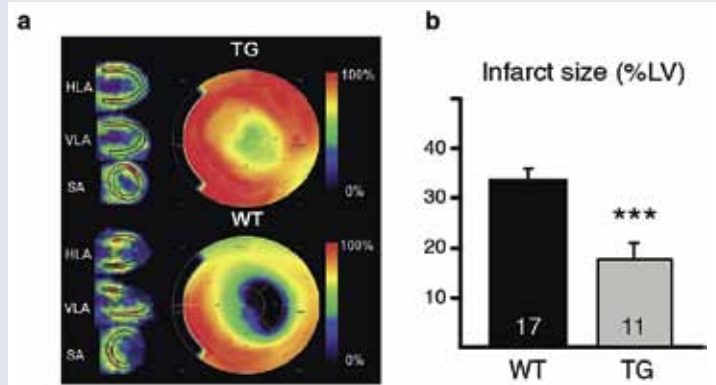 a
TG
HLA
VLA
SA
100%
0%
WT
HLA
VLA
SA
100%
0%
b
Infarct size (%LV)
40
30
20
10
***
17
11
WT
TG